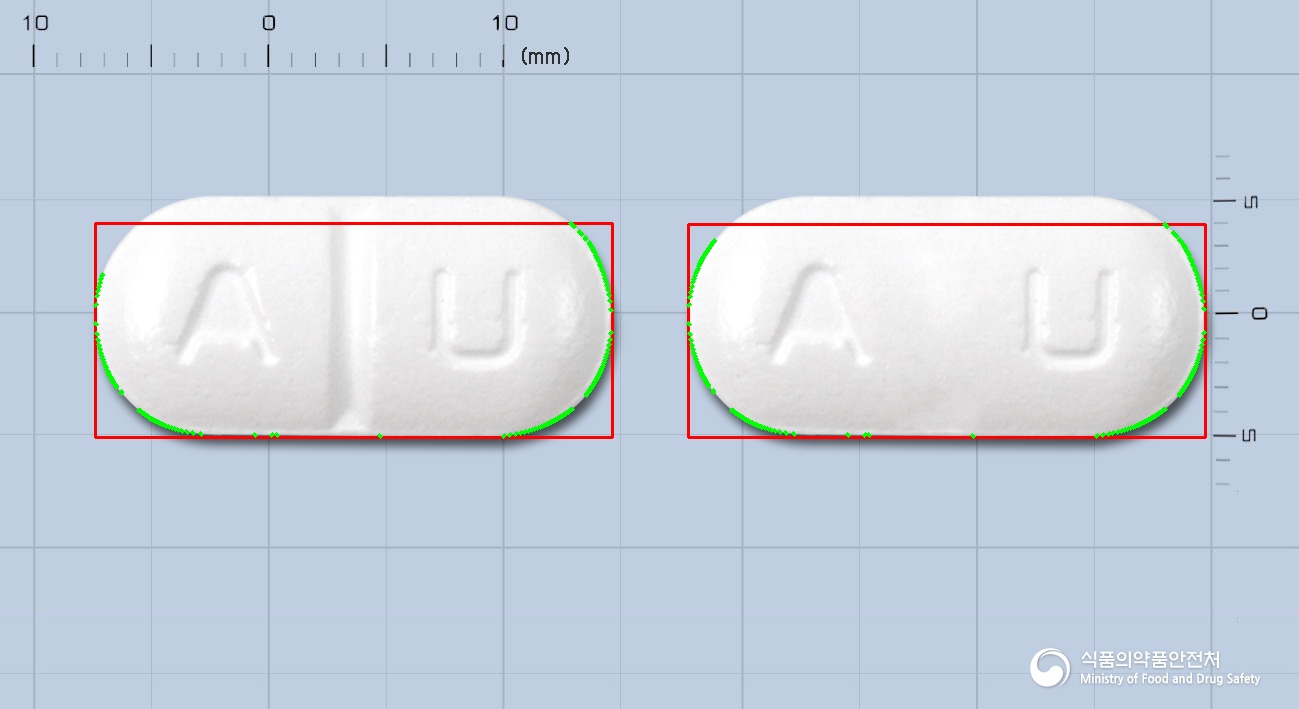 10 0 10
(mm)
A U
A U
5
0
5
식품의약품안전처
Ministry of Food and Drug Safety